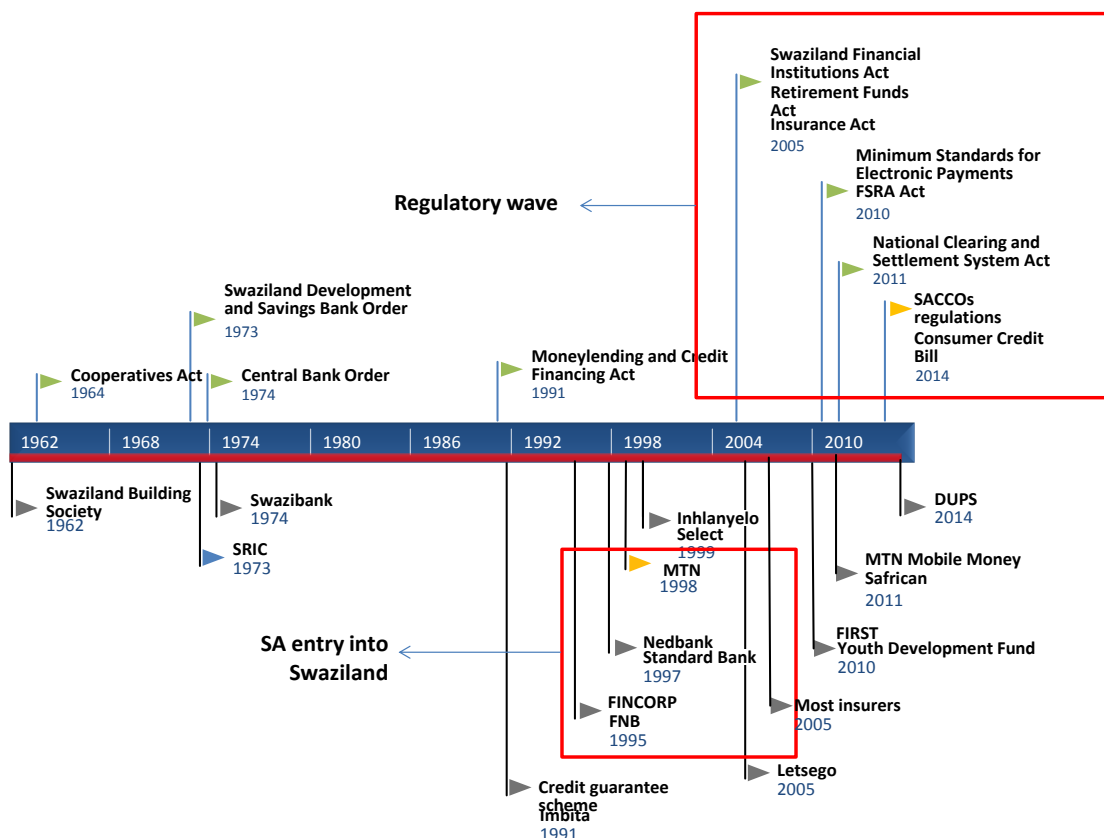 Swaziland Financial
Institutions Act
Retirement Funds
Act
Insurance Act
2005
Minimum Standards for
Electronic Payments
FSRA Act
2010
Regulatory wave
National Clearing and
Settlement System Act
2011
Swaziland Development
and Savings Bank Order
1973
SACCOs
regulations
Consumer Credit
Bill
2014
Cooperatives Act
1964
Central Bank Order
1974
Moneylending and Credit
Financing Act
1991
1962 1968 1974 1980 1986 1992 1998 2004 2010
Swaziland Building
Society
1962
Swazibank
1974
Inhlanyelo
Select
1999
DUPS
2014
SRIC
1973
MTN
1998
MTN Mobile Money
Safrican
2011
SA entry into
Swaziland
Nedbank
Standard Bank
1997
FIRST
Youth Development Fund
2010
FINCORP
FNB
1995
Most insurers
2005
Letsego
2005
Credit guarantee
scheme
Imbita
1991